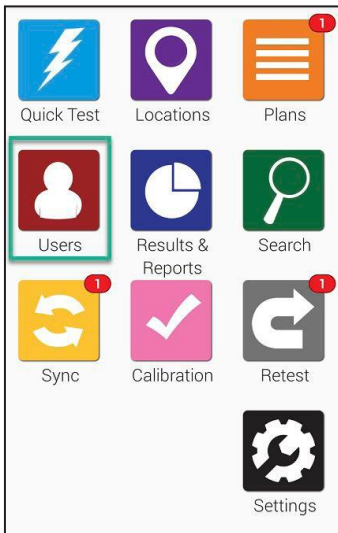 1
Quick Test Locations Plans
Users Results & Search
Reports
1 1
Sync Calibration Retest
Settings